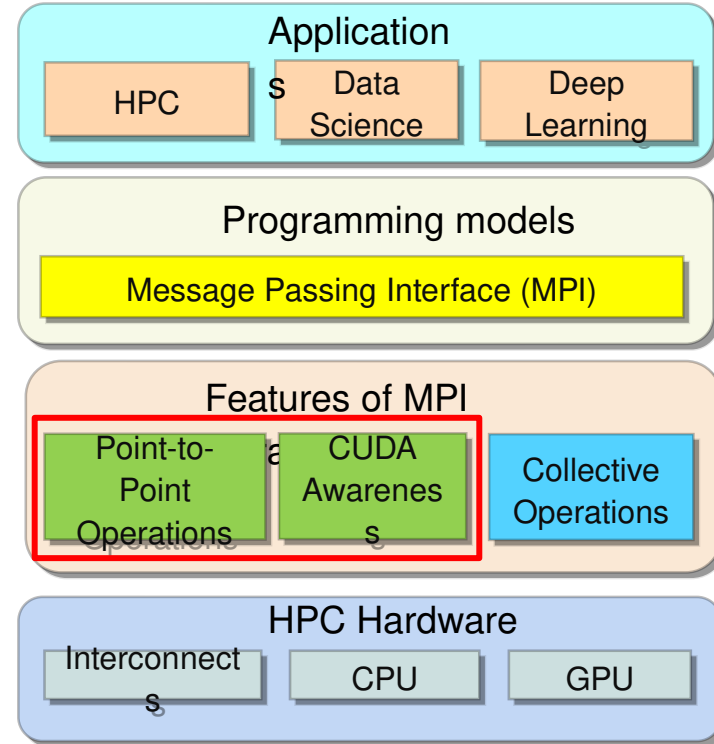 Application
s
HPC
Data
Science
Deep
Learning
Programming models
Message Passing Interface (MPI)
Features of MPI
Point-to-
Point
Operations
CUDA
Awarenes
s
Collective
Operations
HPC Hardware
Interconnect
s
CPU
GPU